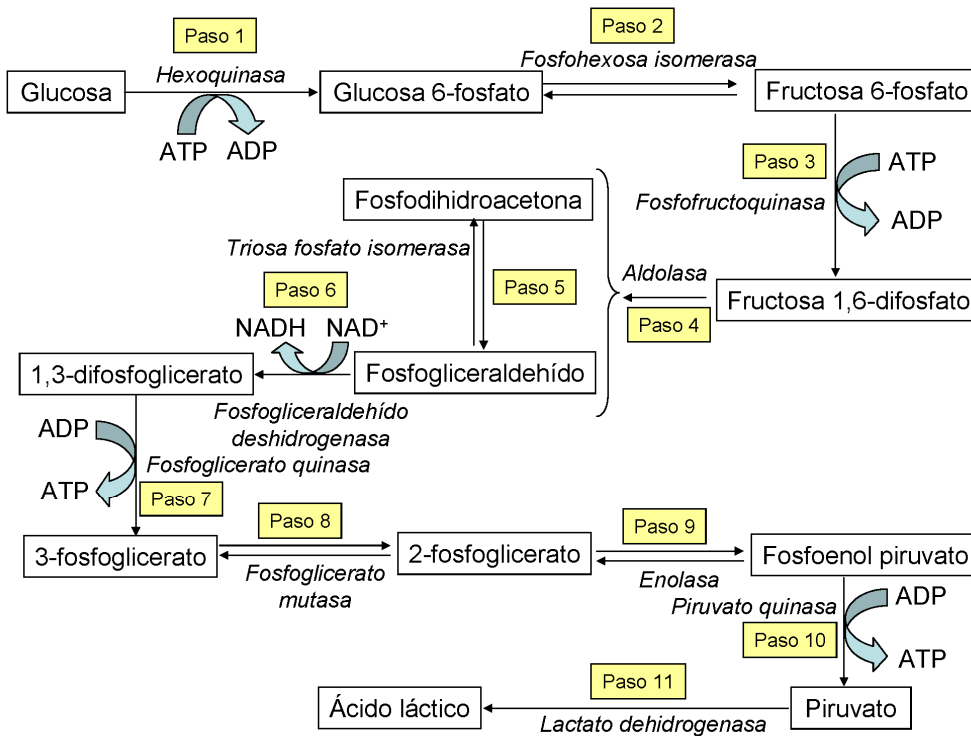 Paso 1
Hexoquinasa
Glucosa
ATP
ADP
Glucosa 6-fosfato
Paso 2
Fosfohexosa isomerasa
Fructosa 6-fosfato
Paso 3
Fosfofructoquinasa
ATP
ADP
Fructosa 1,6-difosfato
Aldolasa
Paso 4
Fosfodihidroacetona
Triosa fosfato isomerasa
Paso 5
Fosfogliceraldehído
Paso 6
NADH
NAD⁺
Fosfogliceraldehído
deshidrogenasa
1,3-difosfoglicerato
ADP
ATP
Fosfoglicerato quinasa
Paso 7
3-fosfoglicerato
Paso 8
Fosfoglicerato
mutasa
2-fosfoglicerato
Paso 9
Enolasa
Fosfoenol piruvato
Piruvato quinasa
Paso 10
ADP
ATP
Piruvato
Paso 11
Lactato dehidrogenasa
Ácido láctico